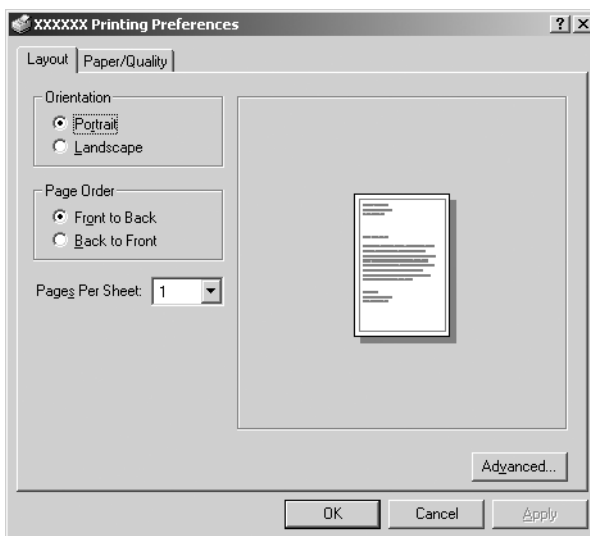 XXXXXX Printing Preferences
Layout Paper/Quality
Orientation
Portrait
Landscape
Page Order
Front to Back
Back to Front
Pages Per Sheet: 1
Advanced...
OK Cancel Apply